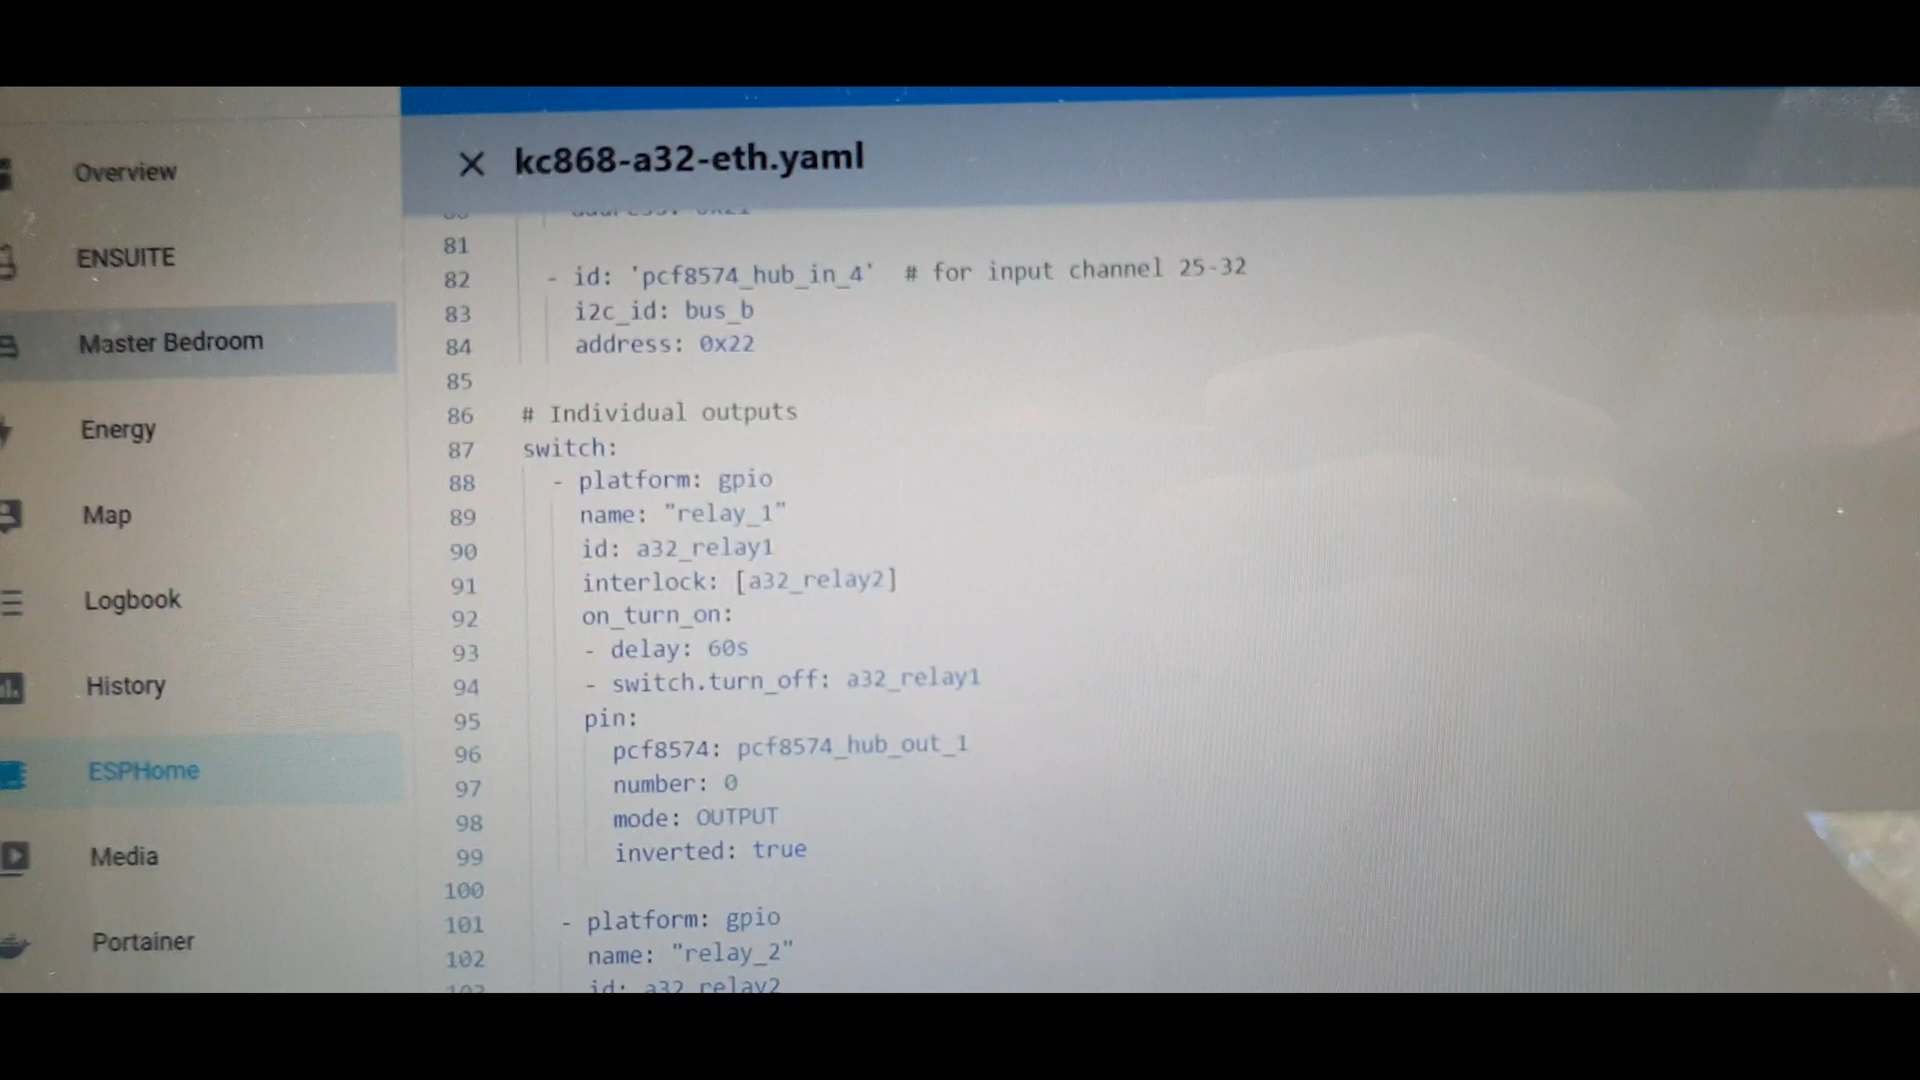 Overview
ENSUITE
Master Bedroom
Energy
Map
Logbook
History
ESPHome
Media
Portainer
kc868-a32-eth.yaml
81
82 - id: 'pcf8574_hub_in_4' # for input channel 25-32
83 i2c_id: bus_b
84 address: 0x22
85
86 # Individual outputs
87 switch:
88 - platform: gpio
89 name: "relay_1"
90 id: a32_relay1
91 interlock: [a32_relay2]
92 on_turn_on:
93 - delay: 60s
94 - switch.turn_off: a32_relay1
95 pin:
96 pcf8574: pcf8574_hub_out_1
97 number: 0
98 mode: OUTPUT
99 inverted: true
100
101 - platform: gpio
102 name: "relay_2"
id: a32_relay2